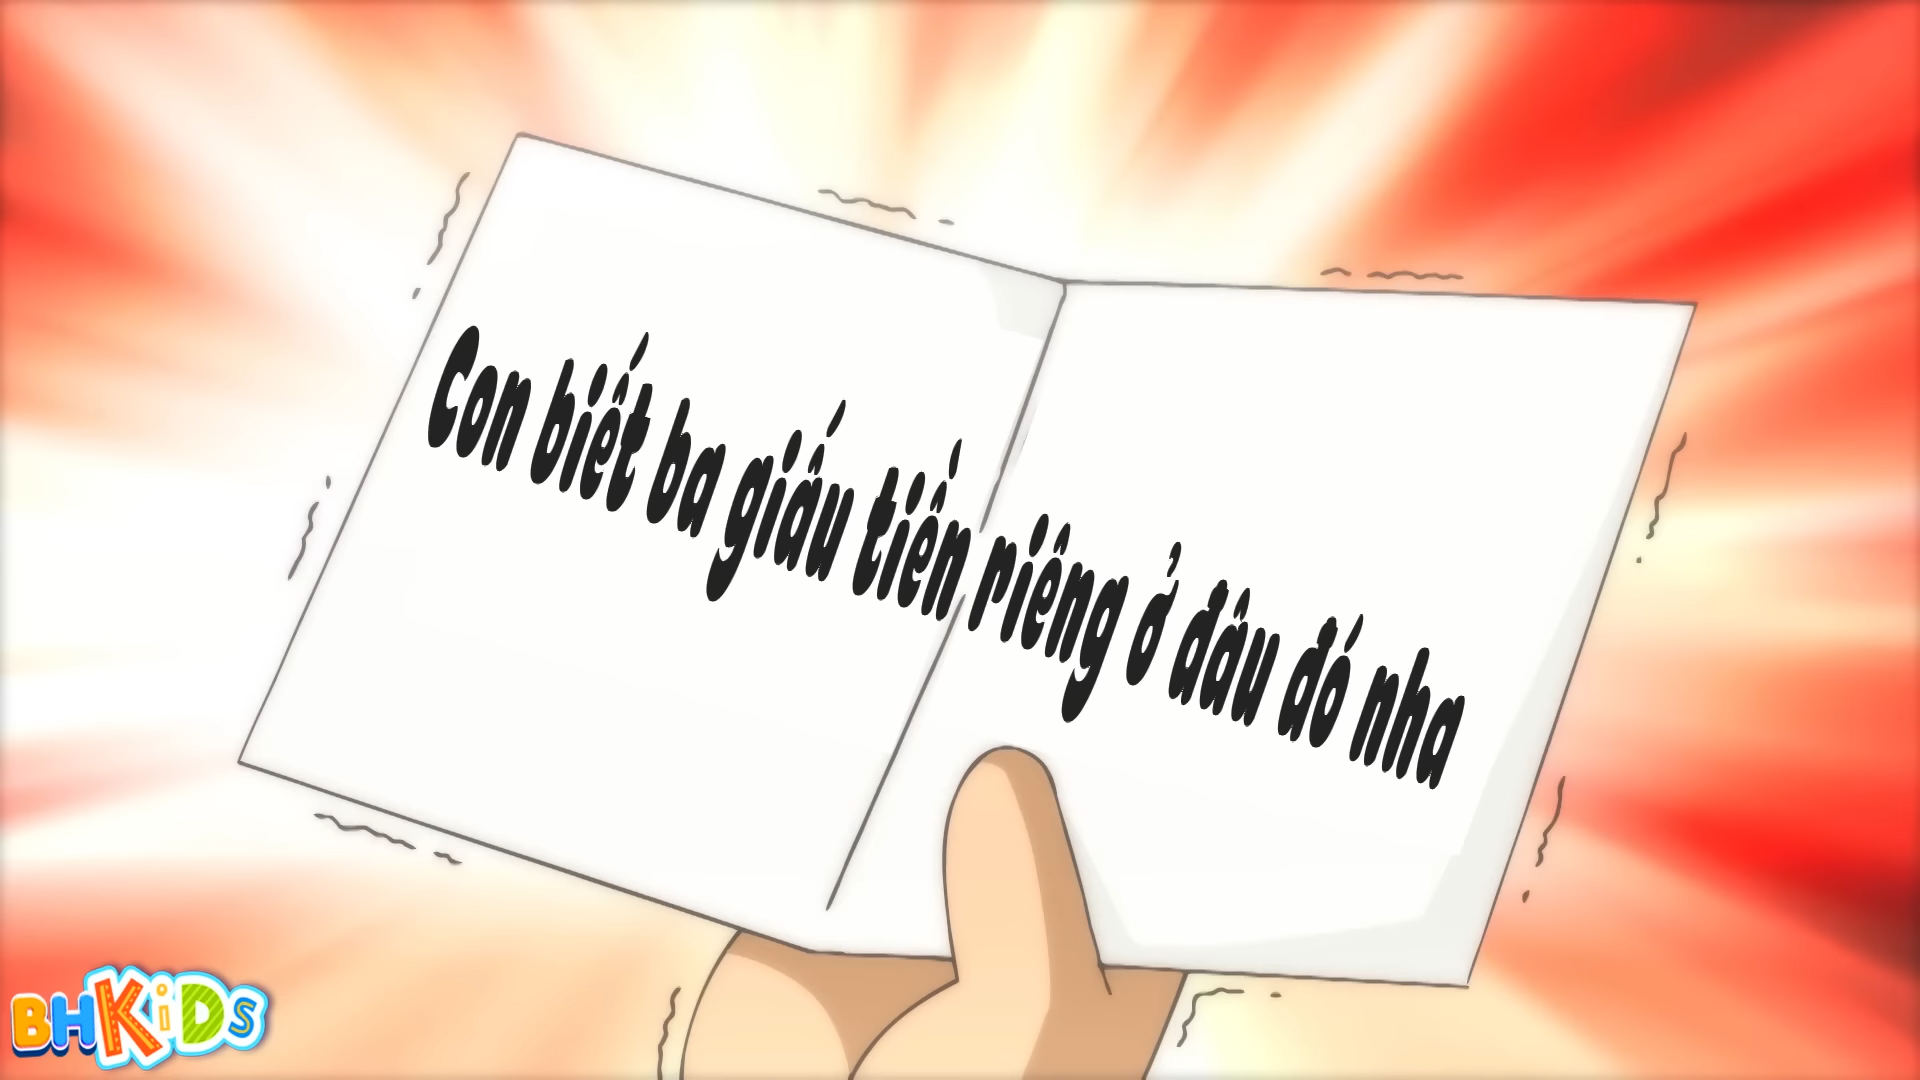 Con biết ba giấu tiền riêng ở đâu đó nha
BHKiDS